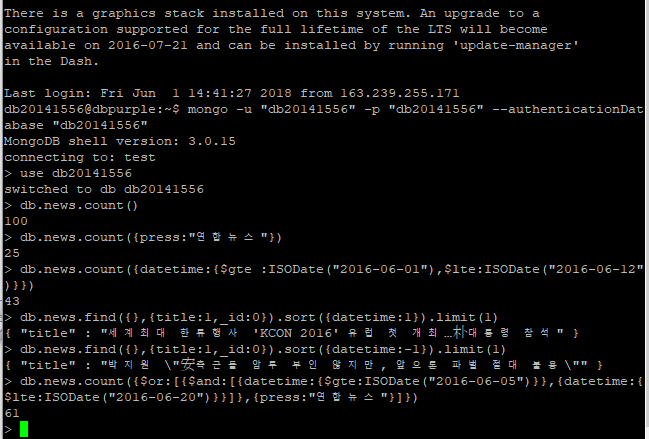 There is a graphics stack installed on this system. An upgrade to a
configuration supported for the full lifetime of the LTS will become
available on 2016-07-21 and can be installed by running 'update-manager'
in the Dash.
Last login: Fri Jun  1 14:41:27 2018 from 163.239.255.171
db20141556@dbpurple:~$ mongo -u "db20141556" -p "db20141556" --authenticationDat
abase "db20141556"
MongoDB shell version: 3.0.15
connecting to: test
> use db20141556
switched to db db20141556
> db.news.count()
100
> db.news.count({press:"연합뉴스"})
25
> db.news.count({datetime:{$gte :ISODate("2016-06-01"),$lte:ISODate("2016-06-12"
)}})
43
> db.news.find({},{title:1,_id:0}).sort({datetime:1}).limit(1)
{ "title" : "세계최대 한류행사 'KCON 2016' 유럽 첫 개최…朴대통령 참석" }
> db.news.find({},{title:1,_id:0}).sort({datetime:-1}).limit(1)
{ "title" : "박지원 \"安측근들 압투 부인 않지만, 앞으론 파벌 절대 불용\"" }
> db.news.count({$or:[{$and:[{datetime:{$gte:ISODate("2016-06-05")}},{datetime:{
$lte:ISODate("2016-06-20")}}]},{press:"연합뉴스"}]})
61
>